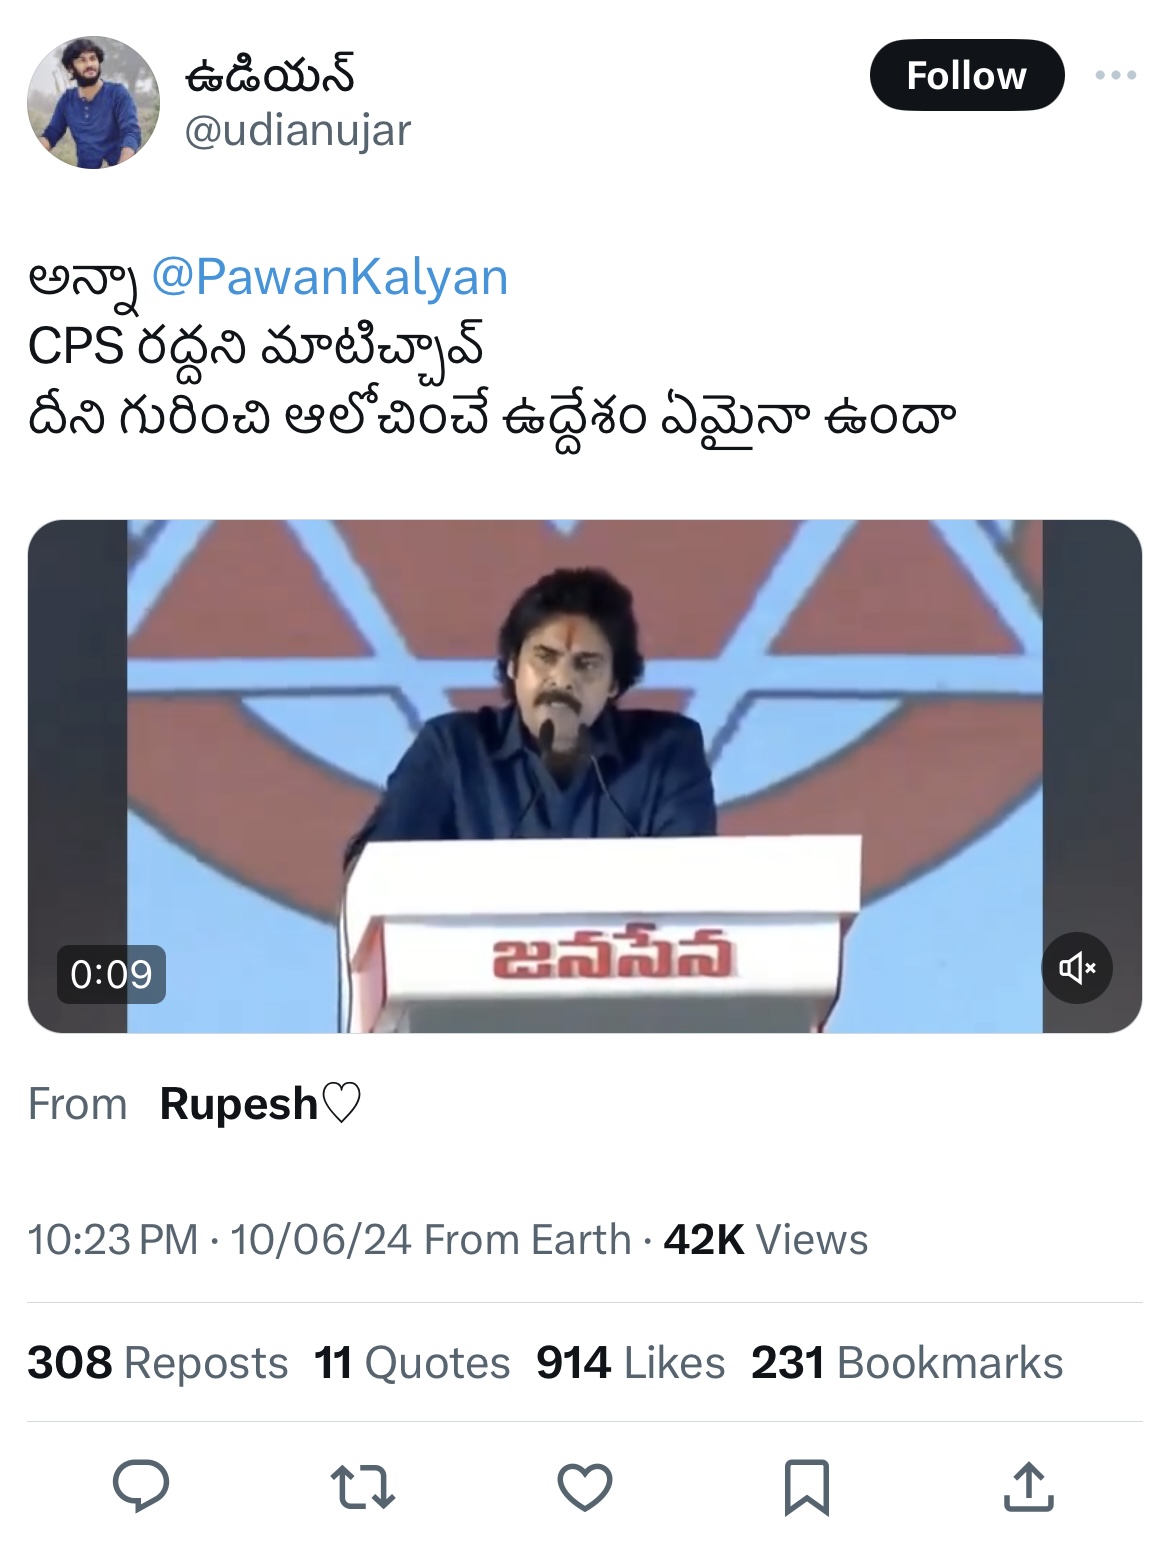 ఉడియన్
@udianujar
Follow
అన్నా @PawanKalyan
CPS రద్దని మాటిచ్చావ్
దీని గురించి ఆలోచించే ఉద్దేశం ఏమైనా ఉందా
జనసేన
0:09
From Rupesh♡
10:23 PM · 10/06/24 From Earth · 42K Views
308 Reposts 11 Quotes 914 Likes 231 Bookmarks